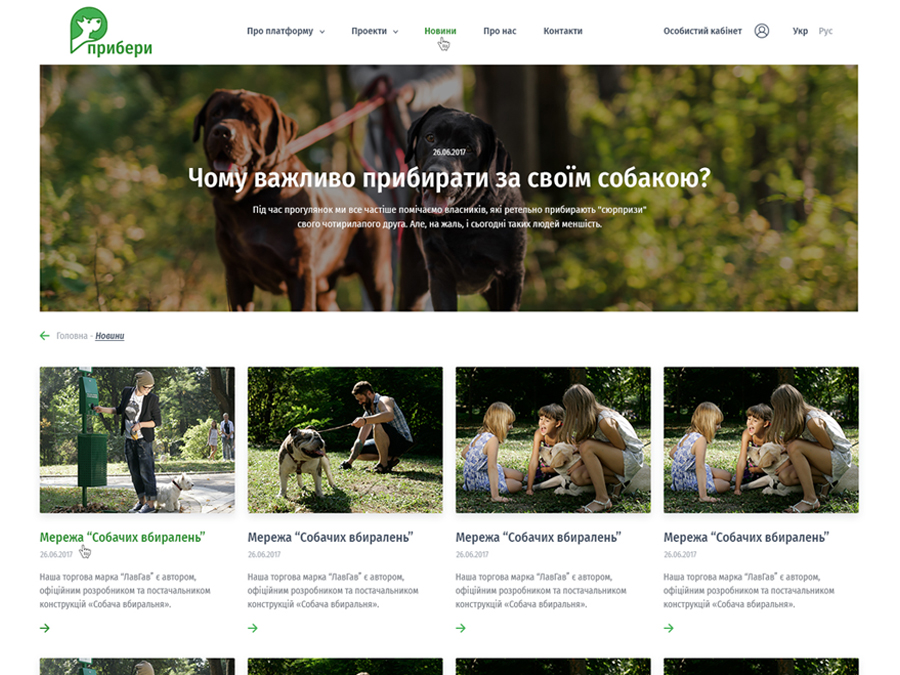 прибери
Про платформу
Проекти
Новини
Про нас
Контакти
Особистий кабінет
Укр
Рус
26.06.2017
Чому важливо прибирати за своїм собакою?
Під час прогулянок ми все частіше помічаємо власників, які ретельно прибирають "сюрпризи"
свого чотирилапого друга. Але, на жаль, і сьогодні таких людей меншість.
Головна - Новини
Мережа “Собачих вбиралень”
26.06.2017
Наша торгова марка “ЛавГав” є автором,
офіційним розробником та постачальником
конструкцій «Собача вбиральня».
Мережа “Собачих вбиралень”
26.06.2017
Наша торгова марка “ЛавГав” є автором,
офіційним розробником та постачальником
конструкцій «Собача вбиральня».
Мережа “Собачих вбиралень”
26.06.2017
Наша торгова марка “ЛавГав” є автором,
офіційним розробником та постачальником
конструкцій «Собача вбиральня».
Мережа “Собачих вбиралень”
26.06.2017
Наша торгова марка “ЛавГав” є автором,
офіційним розробником та постачальником
конструкцій «Собача вбиральня».